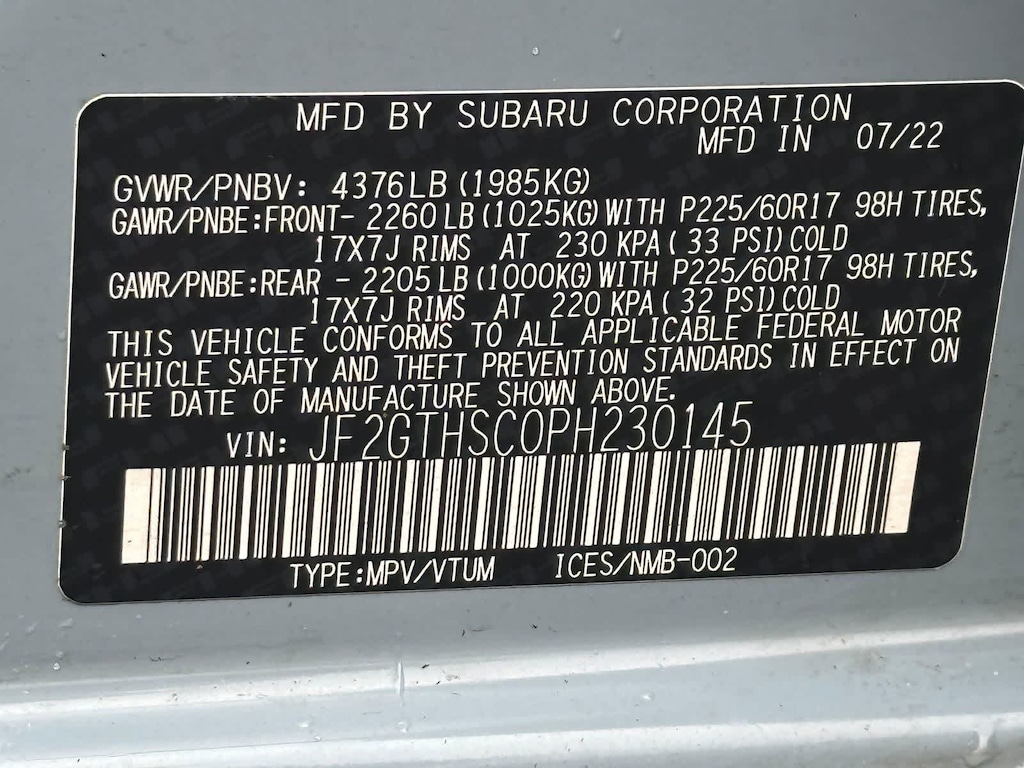 MFD BY SUBARU CORPORATION
MFD IN 07/22
GVWR/PNBV: 4376LB (1985KG)
GAWR/PNBE:FRONT- 2260 LB (1025KG) WITH P225/60R17 98H TIRES,
17X7J RIMS AT 230 KPA ( 33 PSI) COLD
GAWR/PNBE:REAR - 2205 LB (1000KG) WITH P225/60R17 98H TIRES,
17X7J RIMS AT 220 KPA ( 32 PSI) COLD
THIS VEHICLE CONFORMS TO ALL APPLICABLE FEDERAL MOTOR
VEHICLE SAFETY AND THEFT PREVENTION STANDARDS IN EFFECT ON
THE DATE OF MANUFACTURE SHOWN ABOVE.
VIN: JF2GTHSC0PH230145
TYPE:MPV/VTUM ICES/NMB-002